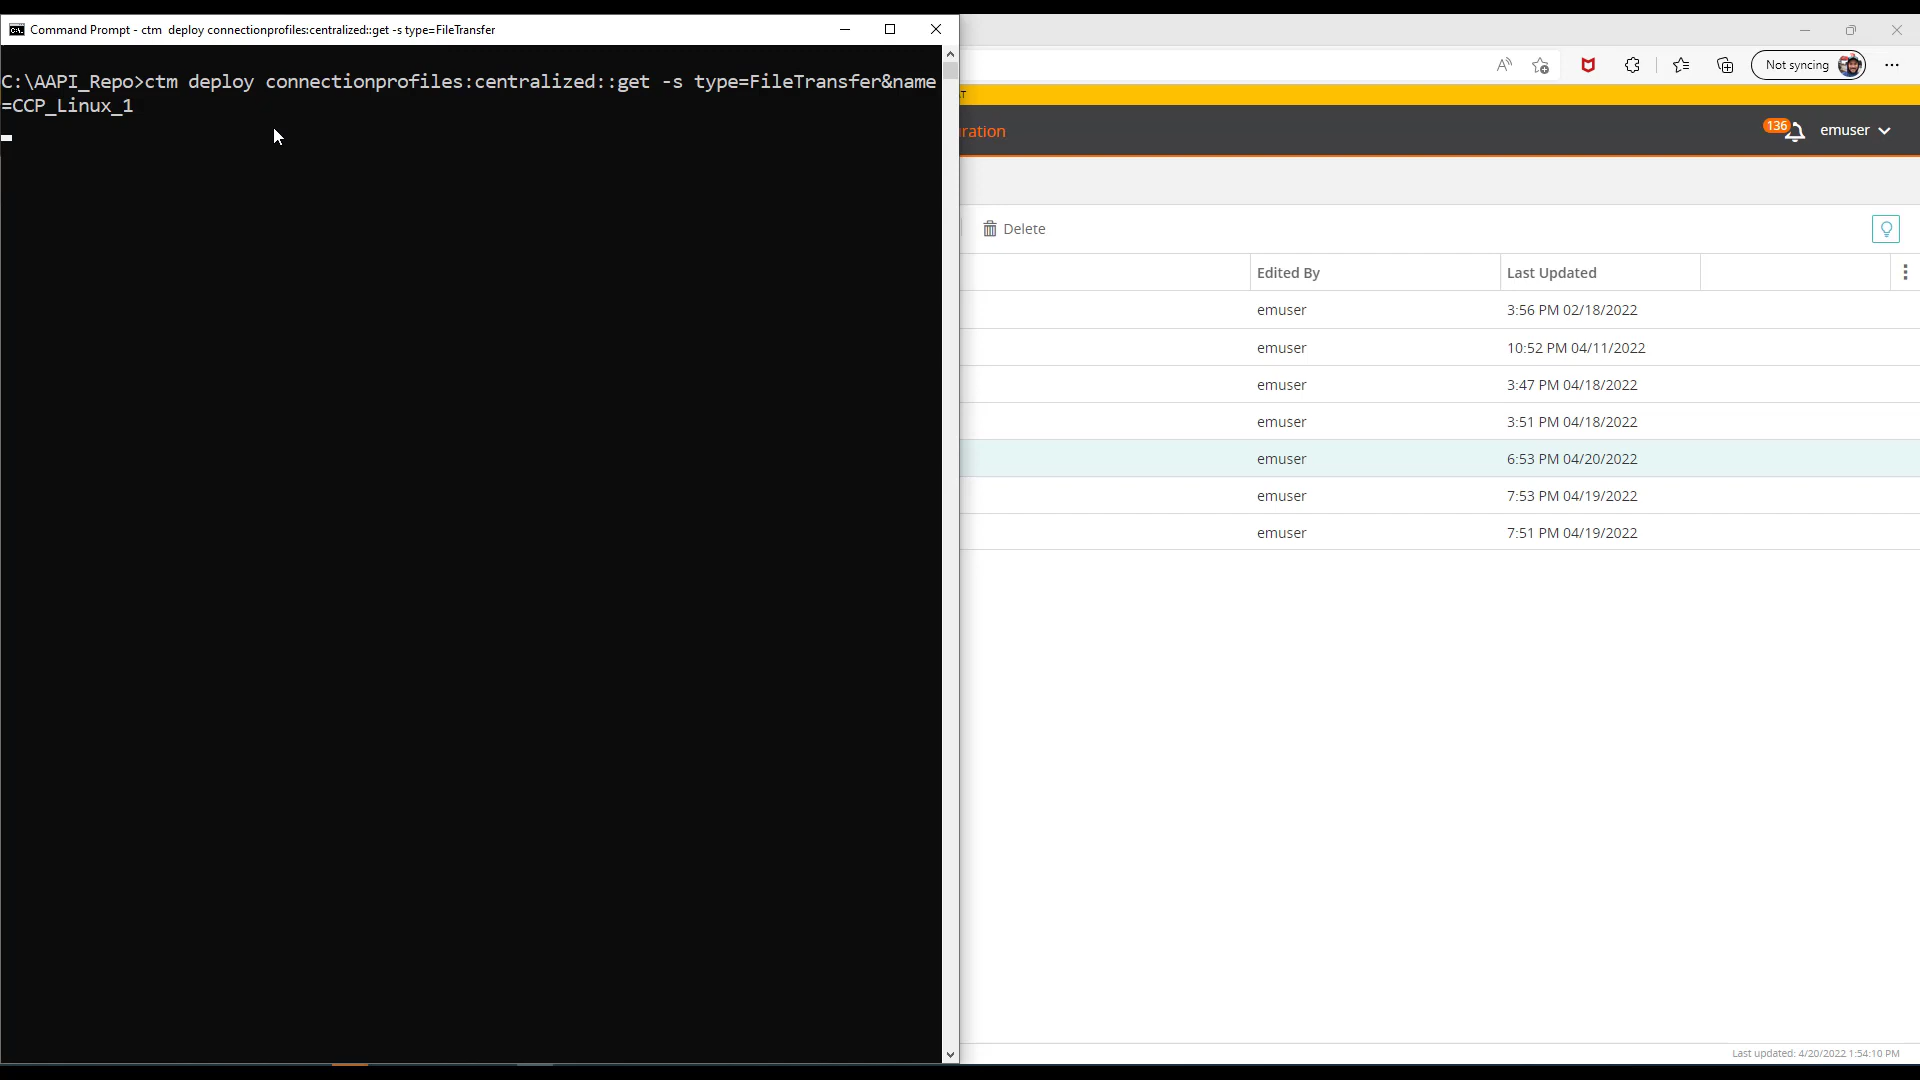 Command Prompt - ctm  deploy connectionprofiles:centralized::get -s type=FileTransfer
C:\AAPI_Repo>ctm deploy connectionprofiles:centralized::get -s type=FileTransfer&name
=CCP_Linux_1
Not syncing
T
ration
136
emuser
Delete
Edited By Last Updated
emuser 3:56 PM 02/18/2022
emuser 10:52 PM 04/11/2022
emuser 3:47 PM 04/18/2022
emuser 3:51 PM 04/18/2022
emuser 6:53 PM 04/20/2022
emuser 7:53 PM 04/19/2022
emuser 7:51 PM 04/19/2022
Last updated: 4/20/2022 1:54:10 PM